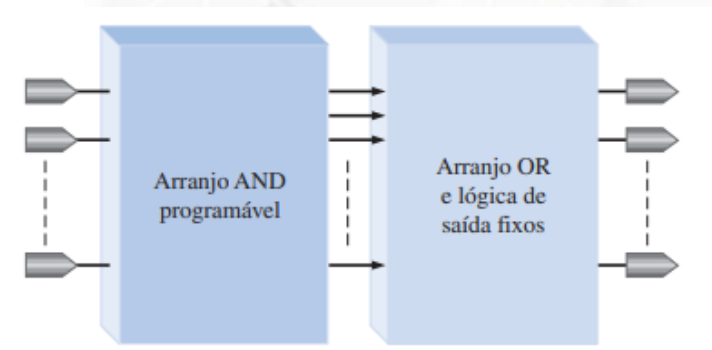 Arranjo AND
programável
Arranjo OR
e lógica de
saída fixos